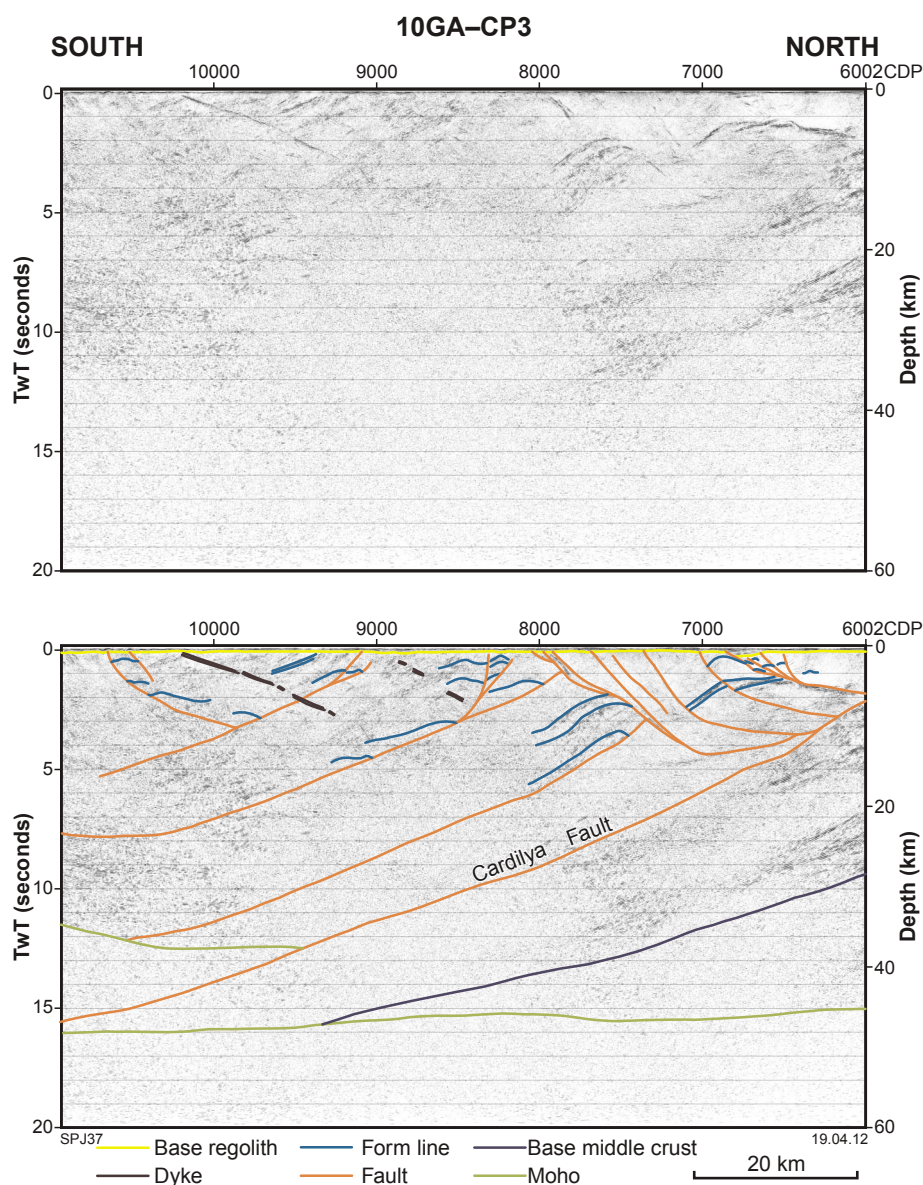 10GA–CP3
SOUTH
NORTH
10000 9000 8000 7000 6002CDP
0
5
10
15
20
TwT (seconds)
0
20
40
60
Depth (km)
10000 9000 8000 7000 6002CDP
0
5
10
15
20
TwT (seconds)
0
20
40
60
Depth (km)
Cardilya Fault
SPJ37
19.04.12
Base regolith Form line Base middle crust
Dyke Fault Moho
20 km